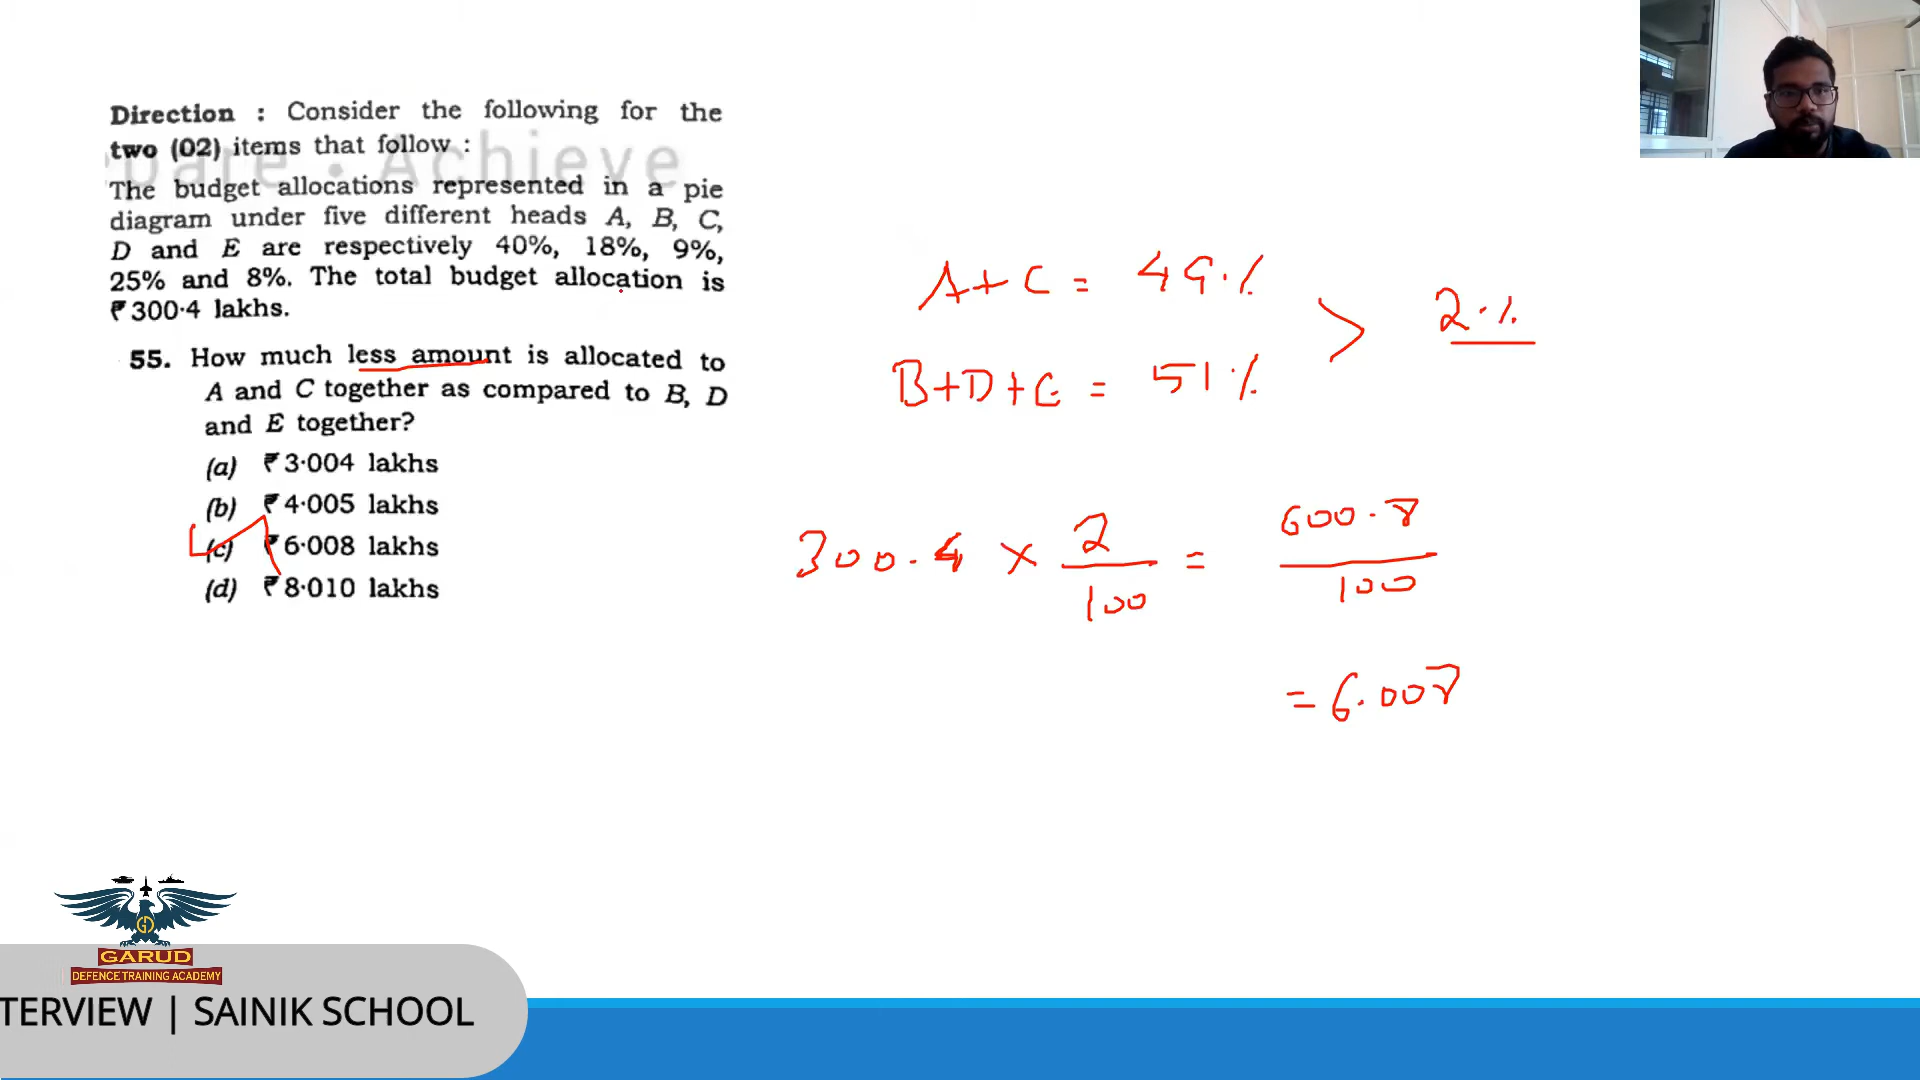 Direction : Consider the following for the
two (02) items that follow :
epare • Achieve
The budget allocations represented in a pie
diagram under five different heads A, B, C,
D and E are respectively 40%, 18%, 9%,
25% and 8%. The total budget allocation is
₹ 300·4 lakhs.
55. How much less amount is allocated to
A and C together as compared to B, D
and E together?
(a) ₹ 3·004 lakhs
(b) ₹ 4·005 lakhs
(c) ₹ 6·008 lakhs
(d) ₹ 8·010 lakhs
A + C = 49 %
> 2 %
B + D + E = 51 %
300.4 × 2/100 = 600.8/100
= 6.008
GARUD
DEFENCE TRAINING ACADEMY
TERVIEW | SAINIK SCHOOL